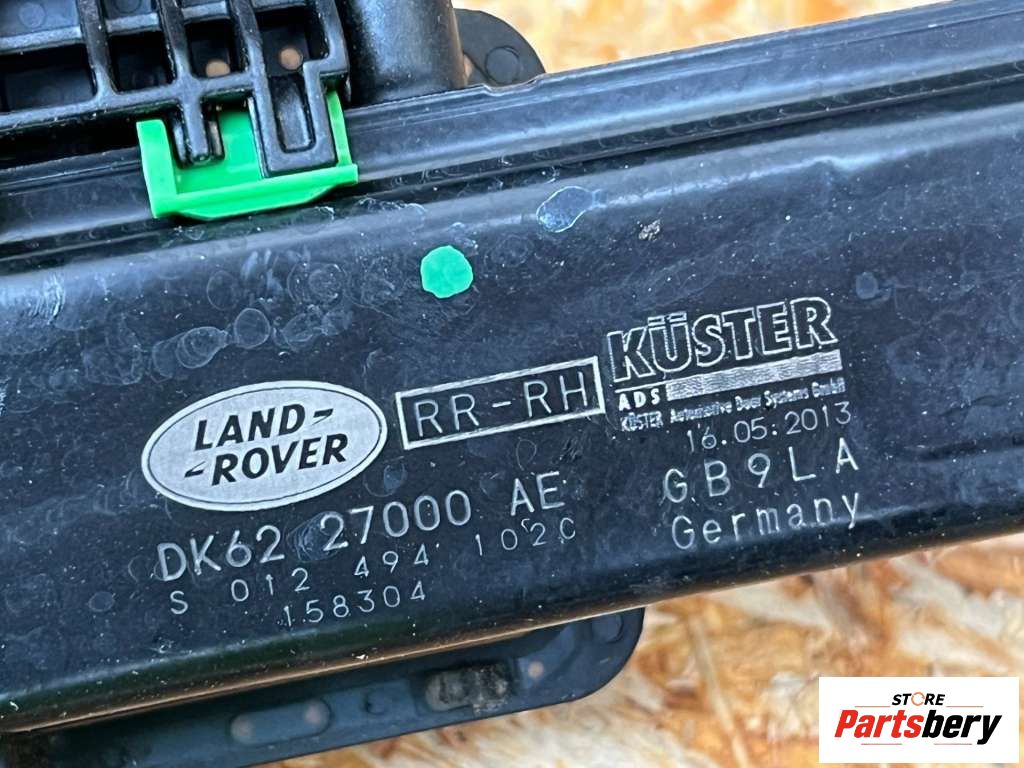 LAND-
-ROVER
RR-RH
KÜSTER
ADS
KÜSTER Automotive Door Systems GmbH
16.05.2013
GB9LA
Germany
DK62 27000 AE
S 012 494 102C
158304
STORE
Partsbery